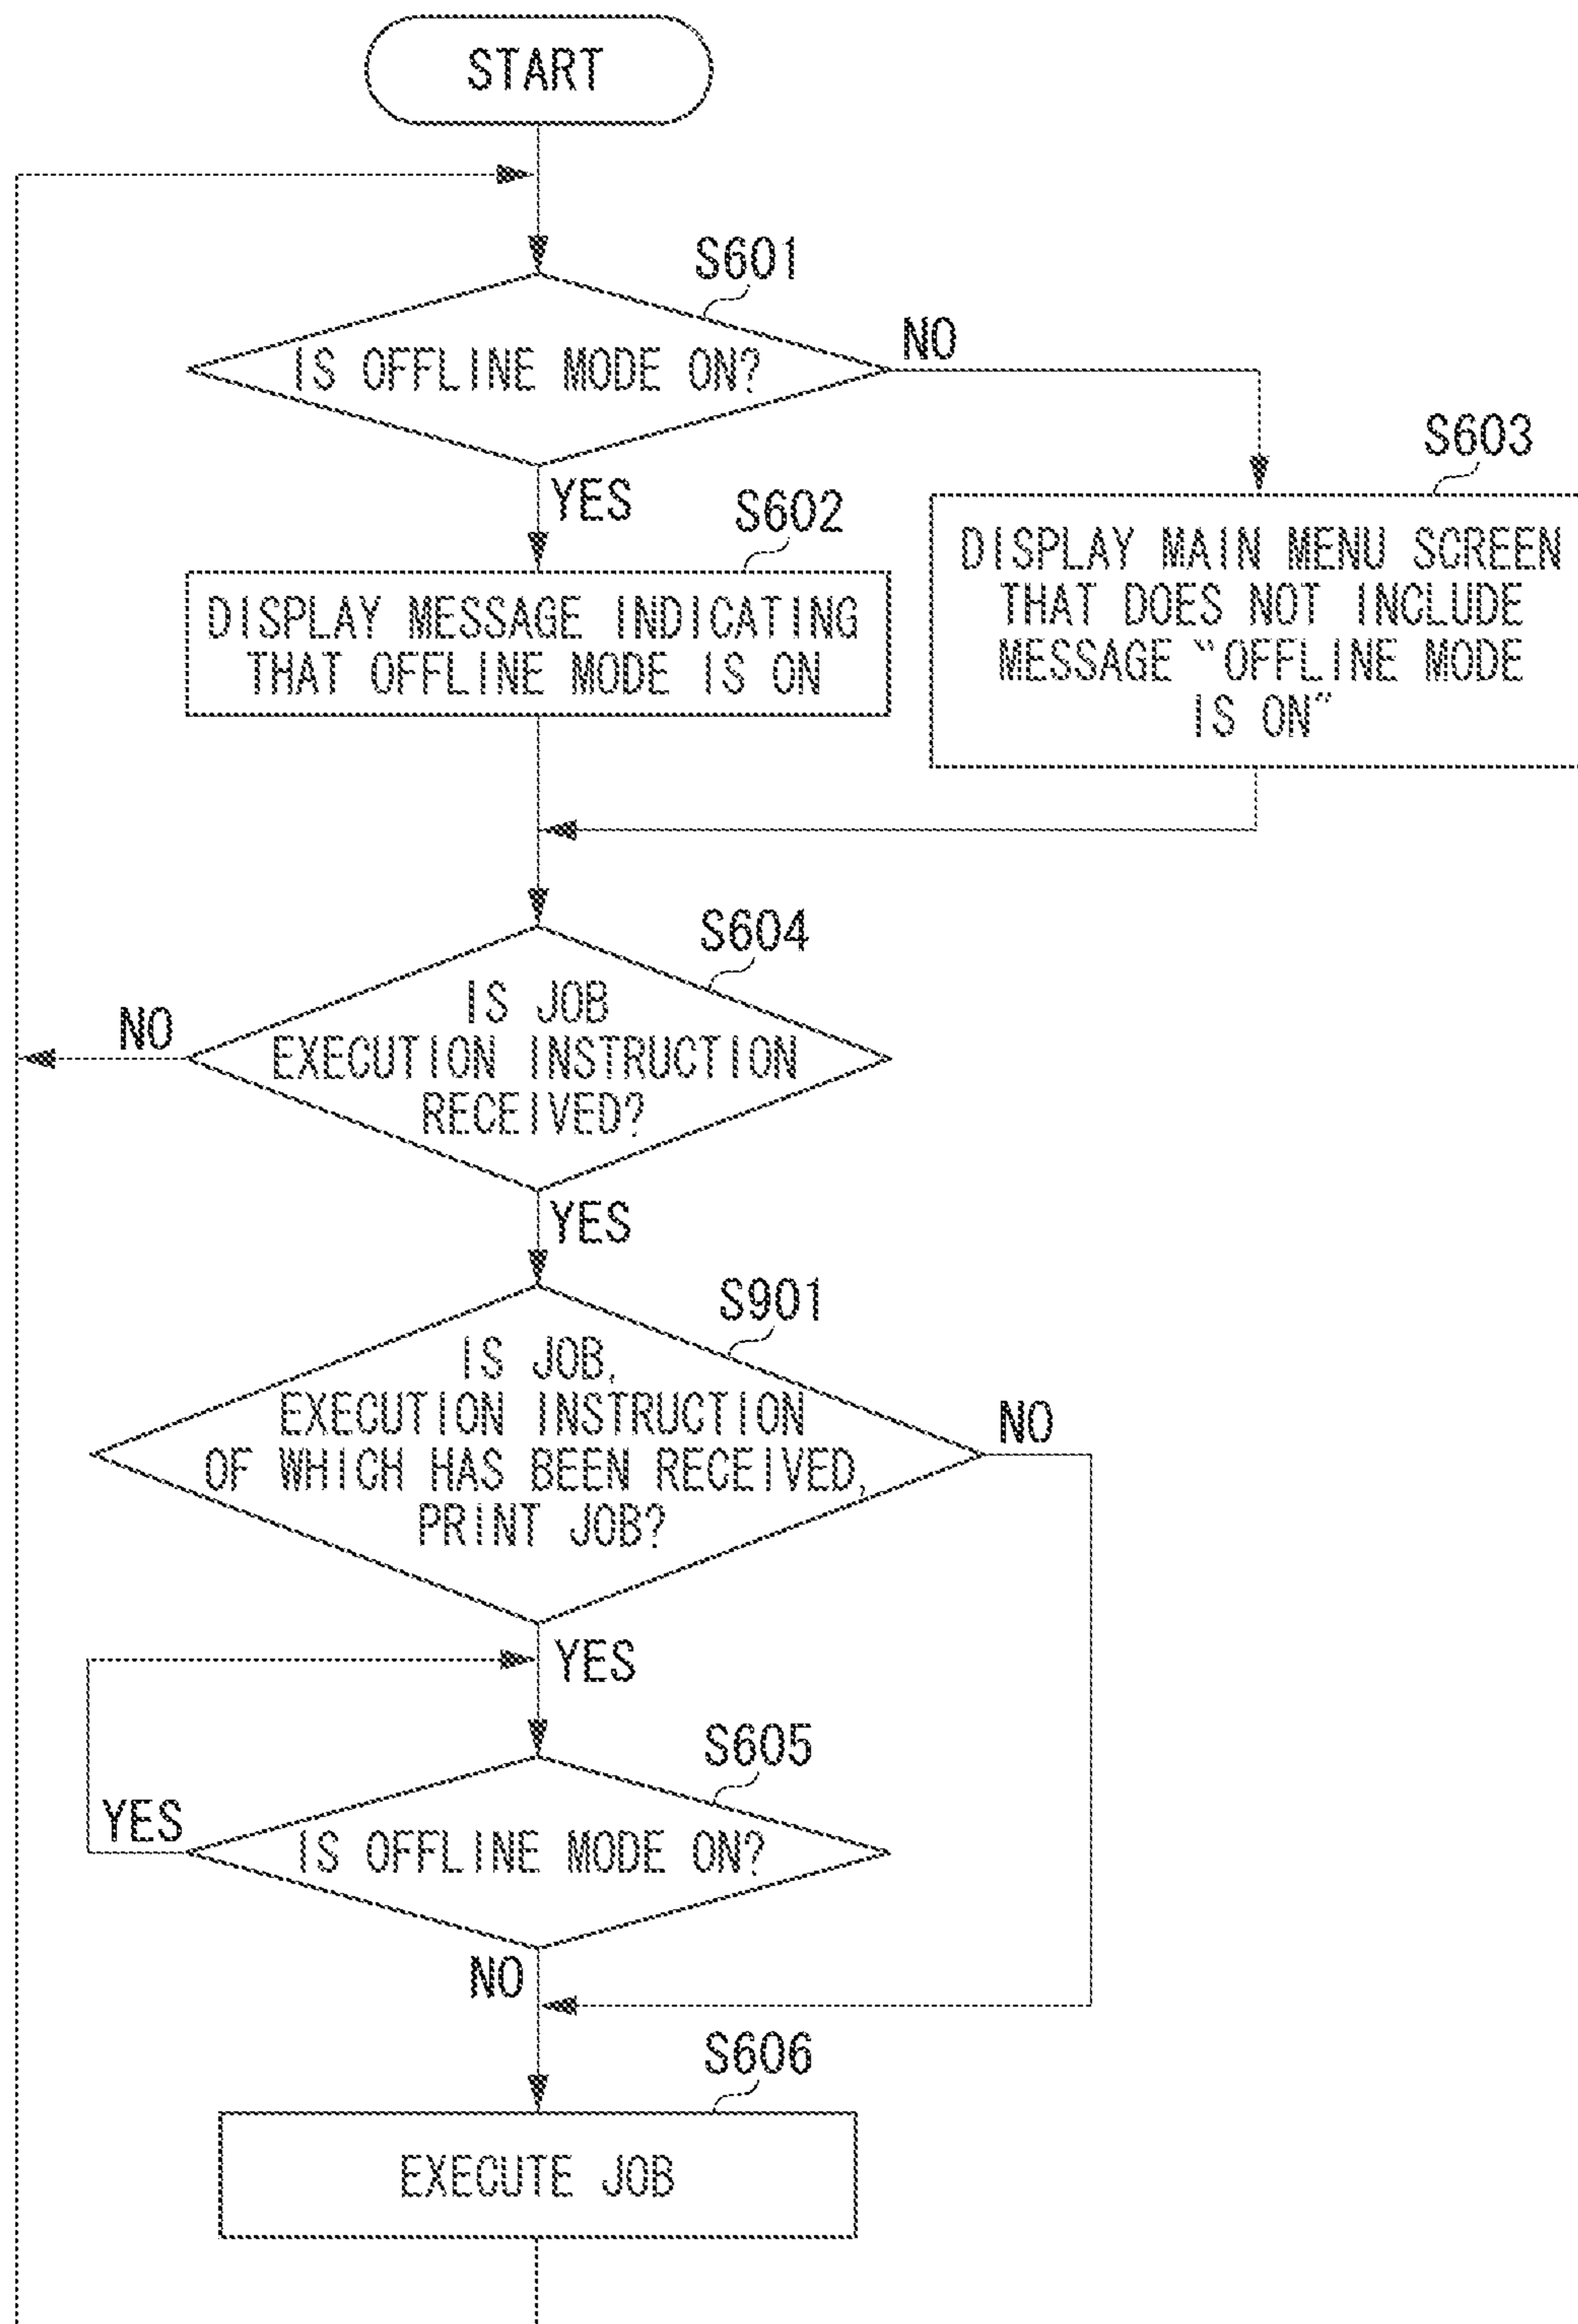 START
S601
IS OFFLINE MODE ON?
NO
YES
S603
DISPLAY MAIN MENU SCREEN
THAT DOES NOT INCLUDE
MESSAGE “OFFLINE MODE
IS ON”
S602
DISPLAY MESSAGE INDICATING
THAT OFFLINE MODE IS ON
S604
IS JOB
EXECUTION INSTRUCTION
RECEIVED?
NO
YES
S901
IS JOB,
EXECUTION INSTRUCTION
OF WHICH HAS BEEN RECEIVED,
PRINT JOB?
NO
YES
S605
IS OFFLINE MODE ON?
YES
NO
S606
EXECUTE JOB